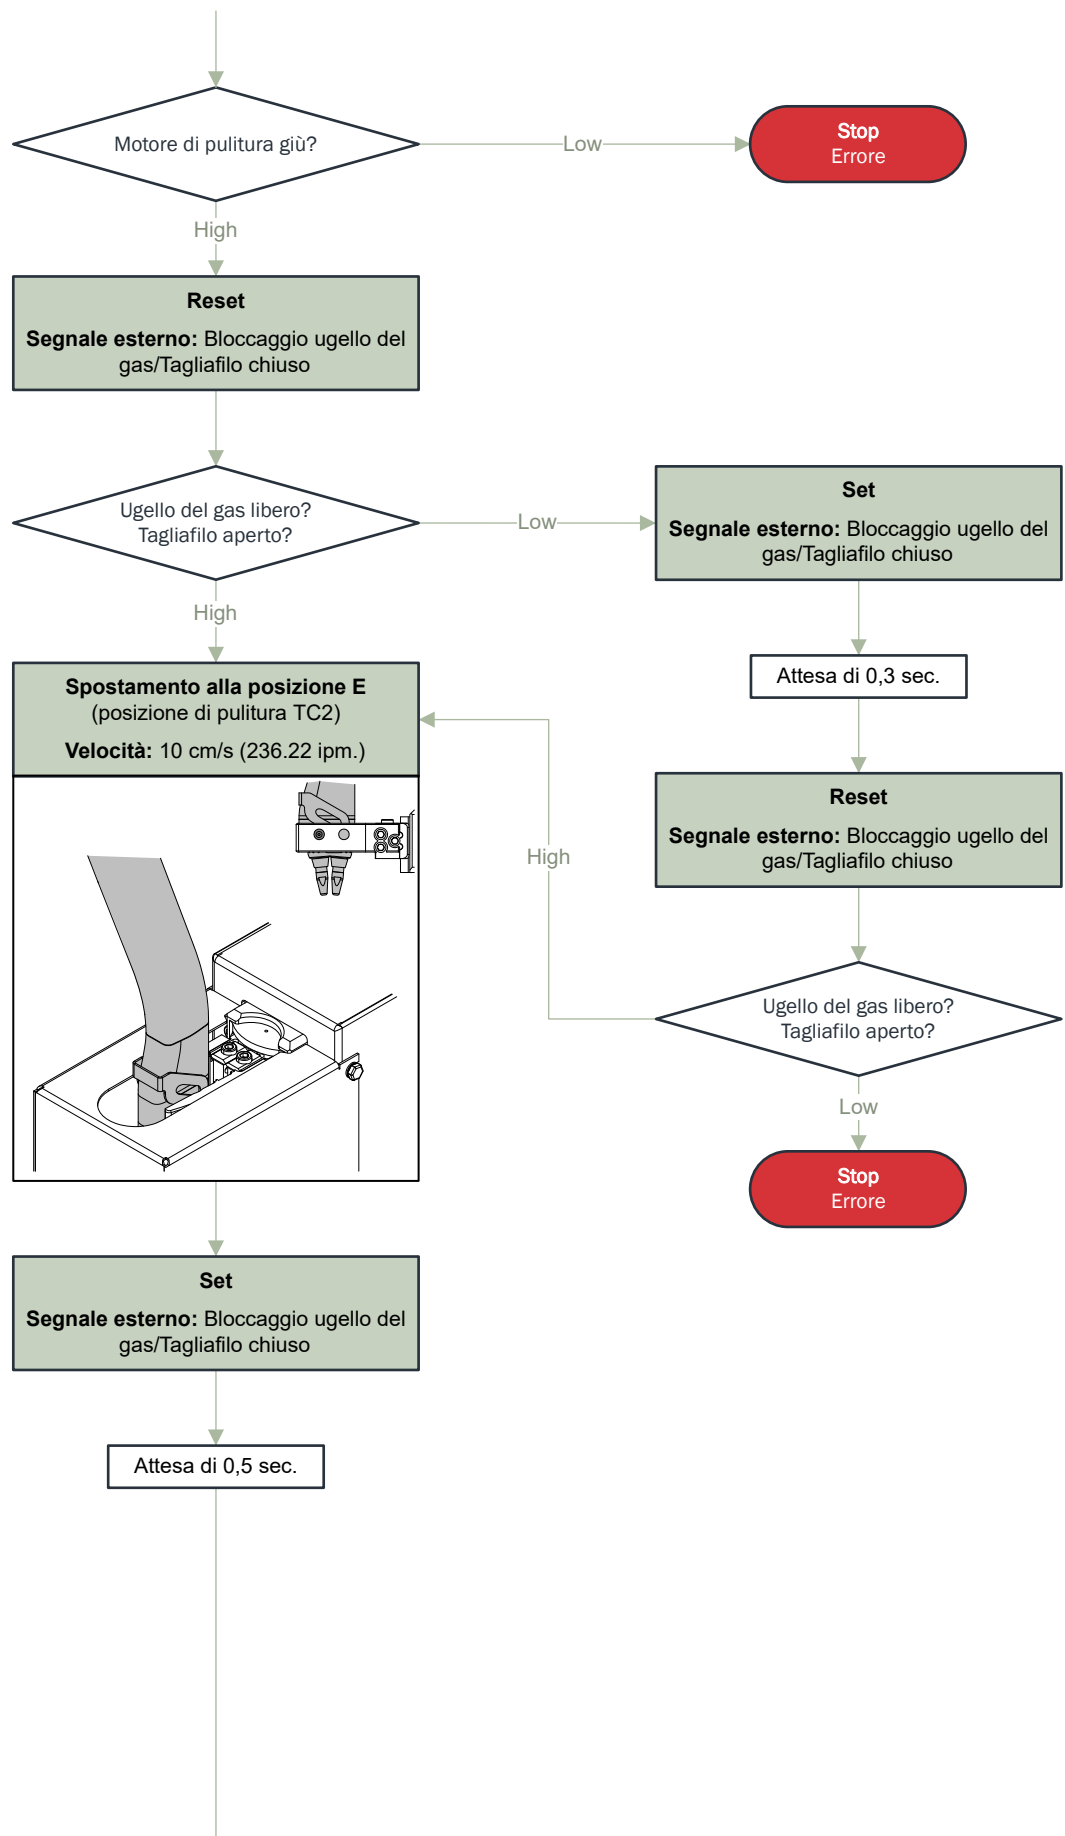 Motore di pulitura giù?
Low
Stop
Errore
High
Reset
Segnale esterno: Bloccaggio ugello del
gas/Tagliafilo chiuso
Ugello del gas libero?
Tagliafilo aperto?
Low
Set
Segnale esterno: Bloccaggio ugello del
gas/Tagliafilo chiuso
High
Attesa di 0,3 sec.
Spostamento alla posizione E
(posizione di pulitura TC2)
Velocità: 10 cm/s (236.22 ipm.)
Reset
Segnale esterno: Bloccaggio ugello del
gas/Tagliafilo chiuso
High
Ugello del gas libero?
Tagliafilo aperto?
Low
Stop
Errore
Set
Segnale esterno: Bloccaggio ugello del
gas/Tagliafilo chiuso
Attesa di 0,5 sec.